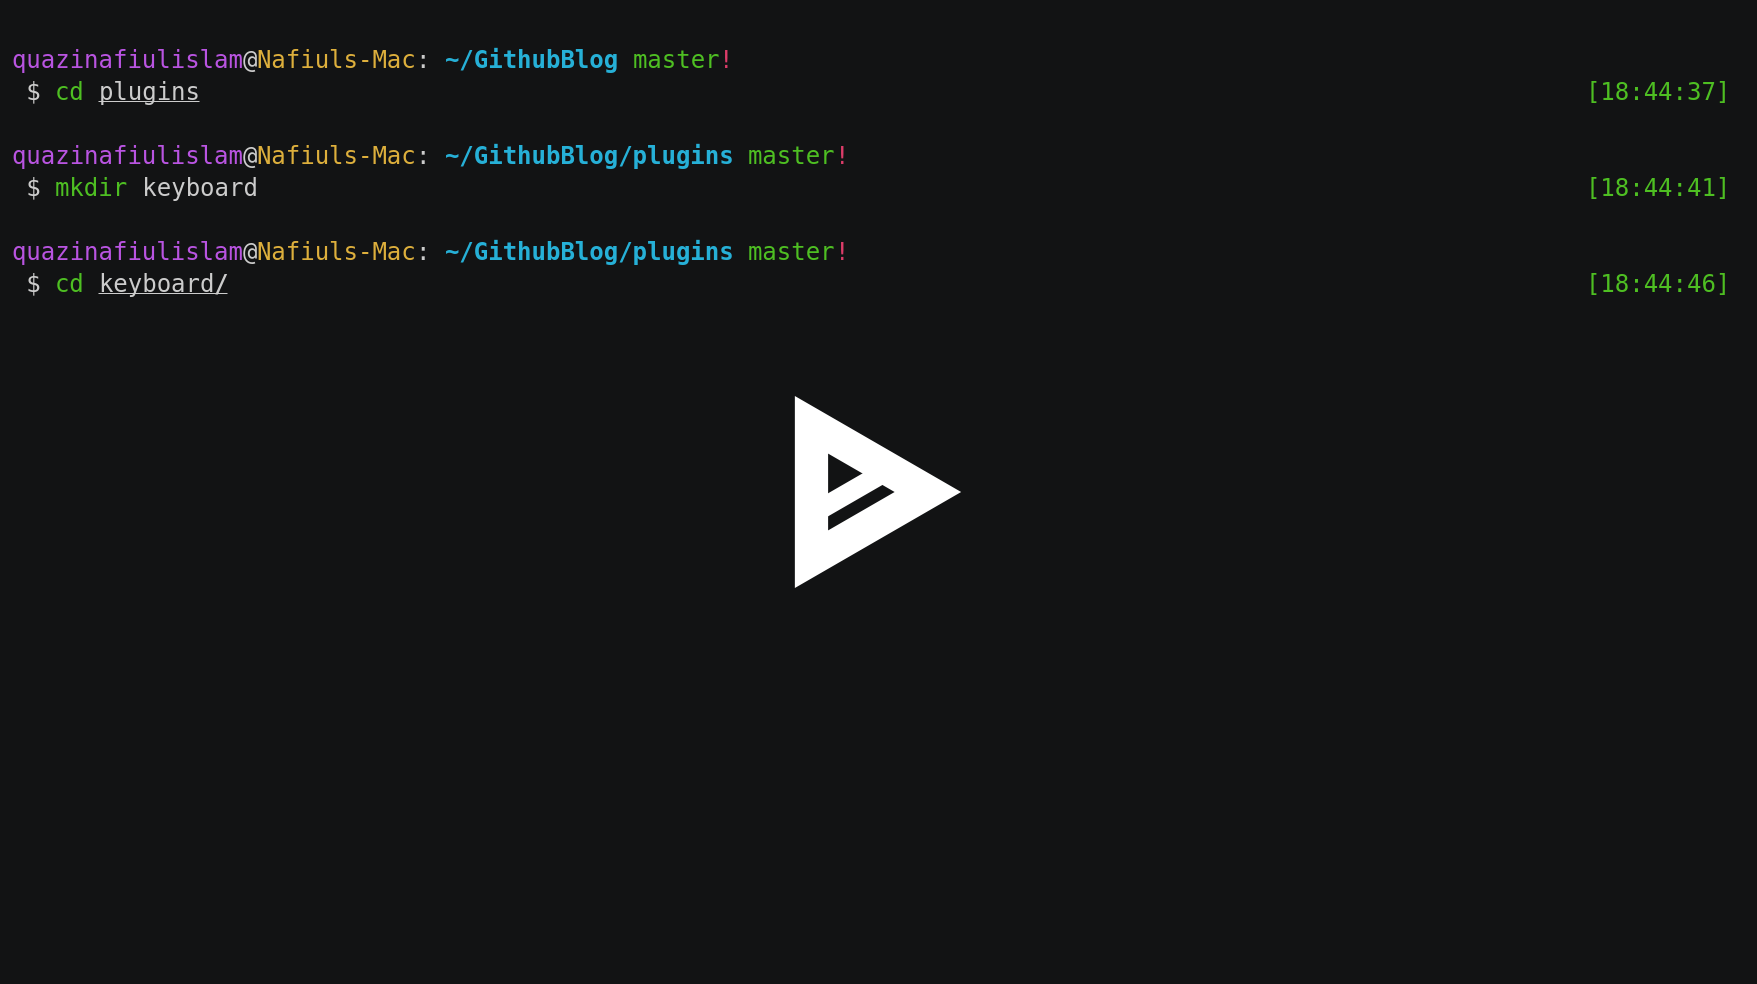 quazinafiulislam@Nafiuls-Mac: ~/GithubBlog master!
$ cd plugins [18:44:37]
quazinafiulislam@Nafiuls-Mac: ~/GithubBlog/plugins master!
$ mkdir keyboard [18:44:41]
quazinafiulislam@Nafiuls-Mac: ~/GithubBlog/plugins master!
$ cd keyboard/ [18:44:46]